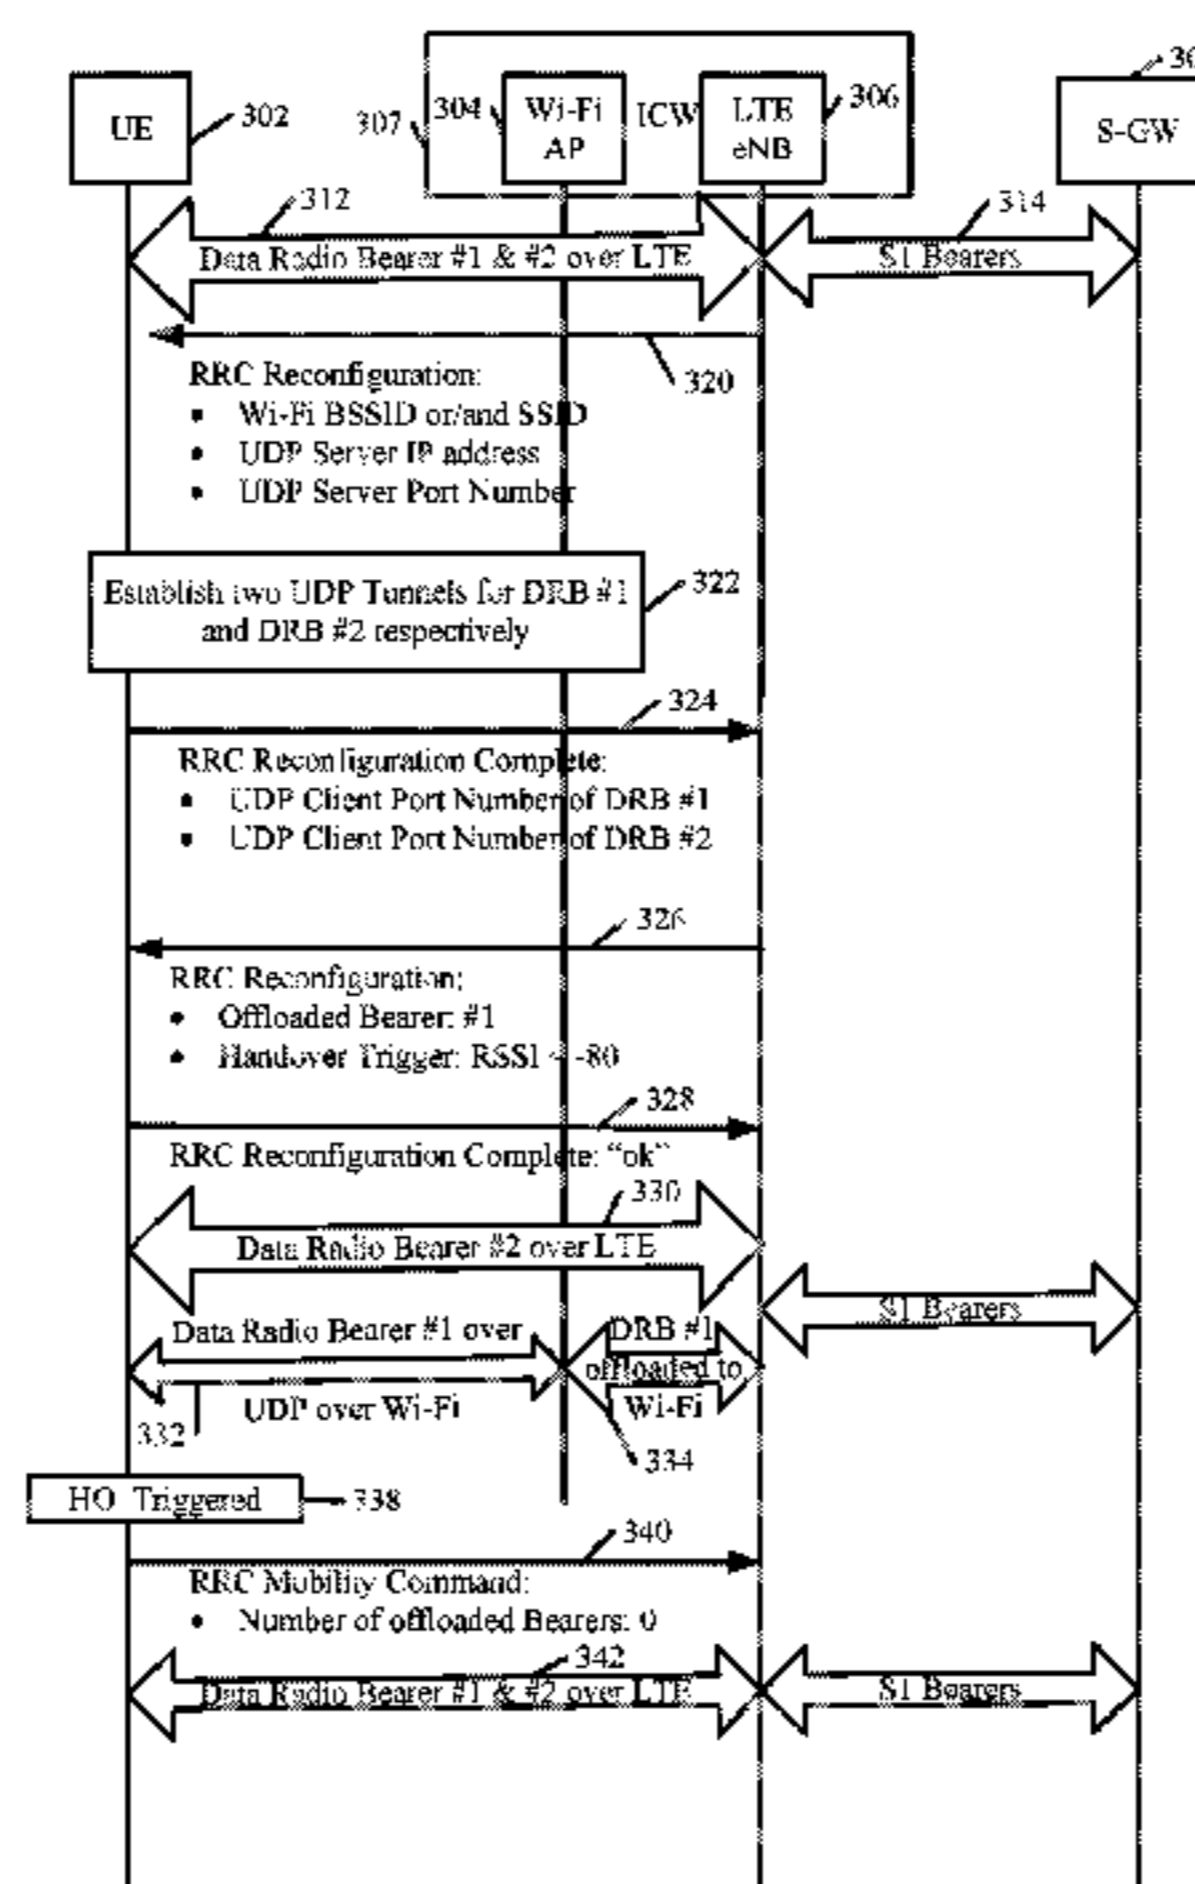 UE
302
307
304
Wi-Fi
AP
ICW
LTE
eNB
306
S-GW
312
Data Radio Bearer #1 & #2 over LTE
314
S1 Bearers
320
RRC Reconfiguration:
• Wi-Fi BSSID or/and SSID
• UDP Server IP address
• UDP Server Port Number
Establish two UDP Tunnels for DRB #1
and DRB #2 respectively
322
324
RRC Reconfiguration Complete:
• UDP Client Port Number of DRB #1
• UDP Client Port Number of DRB #2
326
RRC Reconfiguration:
• Offloaded Bearer: #1
• Handover Trigger: RSSI < -80
328
RRC Reconfiguration Complete: “ok”
330
Data Radio Bearer #2 over LTE
S1 Bearers
Data Radio Bearer #1 over
UDP over Wi-Fi
332
DRB #1
offloaded to
Wi-Fi
334
HO Triggered
338
340
RRC Mobility Command:
• Number of offloaded Bearers: 0
342
Data Radio Bearer #1 & #2 over LTE
S1 Bearers